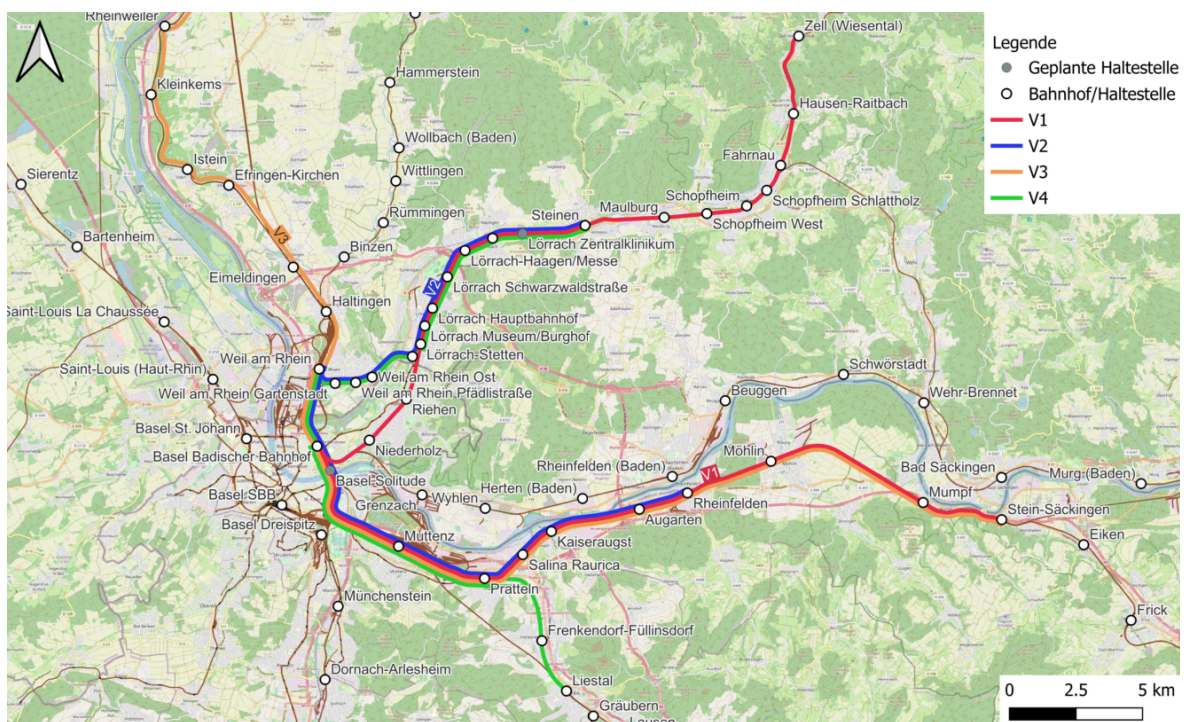 Rheinweiler
Zell (Wiesental)
Legende
Geplante Haltestelle
Bahnhof/Haltestelle
V1
V2
V3
V4
Kleinkems
Hammerstein
Hausen-Raitbach
Wollbach (Baden)
Istein
Efringen-Kirchen
Sierentz
Wittlingen
Fahrnau
Schopfheim
Schopfheim Schlattholz
Maulburg
Schopfheim West
Steinen
Rümmingen
V3
Bartenheim
Binzen
Lörrach Zentralklinikum
Lörrach-Haagen/Messe
Eimeldingen
Lörrach Schwarzwaldstraße
V2
Haltingen
Saint-Louis La Chaussée
Lörrach Hauptbahnhof
Lörrach Museum/Burghof
Lörrach-Stetten
Weil am Rhein
Saint-Louis (Haut-Rhin)
Weil am Rhein Ost
Weil am Rhein Gartenstadt
Weil am Rhein Pfädlistraße
Riehen
Schwörstadt
Beuggen
Wehr-Brennet
Basel St. Johann
Basel Badischer Bahnhof
Niederholz
Möhlin
Rheinfelden (Baden)
V1
Bad Säckingen
Murg (Baden)
Basel Solitude
Basel SBB
Grenzach
Wyhlen
Herten (Baden)
Rheinfelden
Mumpf
Stein-Säckingen
Basel Dreispitz
Augarten
Muttenz
Kaiseraugst
Eiken
Salina Raurica
Pratteln
Münchenstein
Frick
Frenkendorf-Füllinsdorf
Dornach-Arlesheim
Liestal
Gräubern
Lausen
0 2.5 5 km